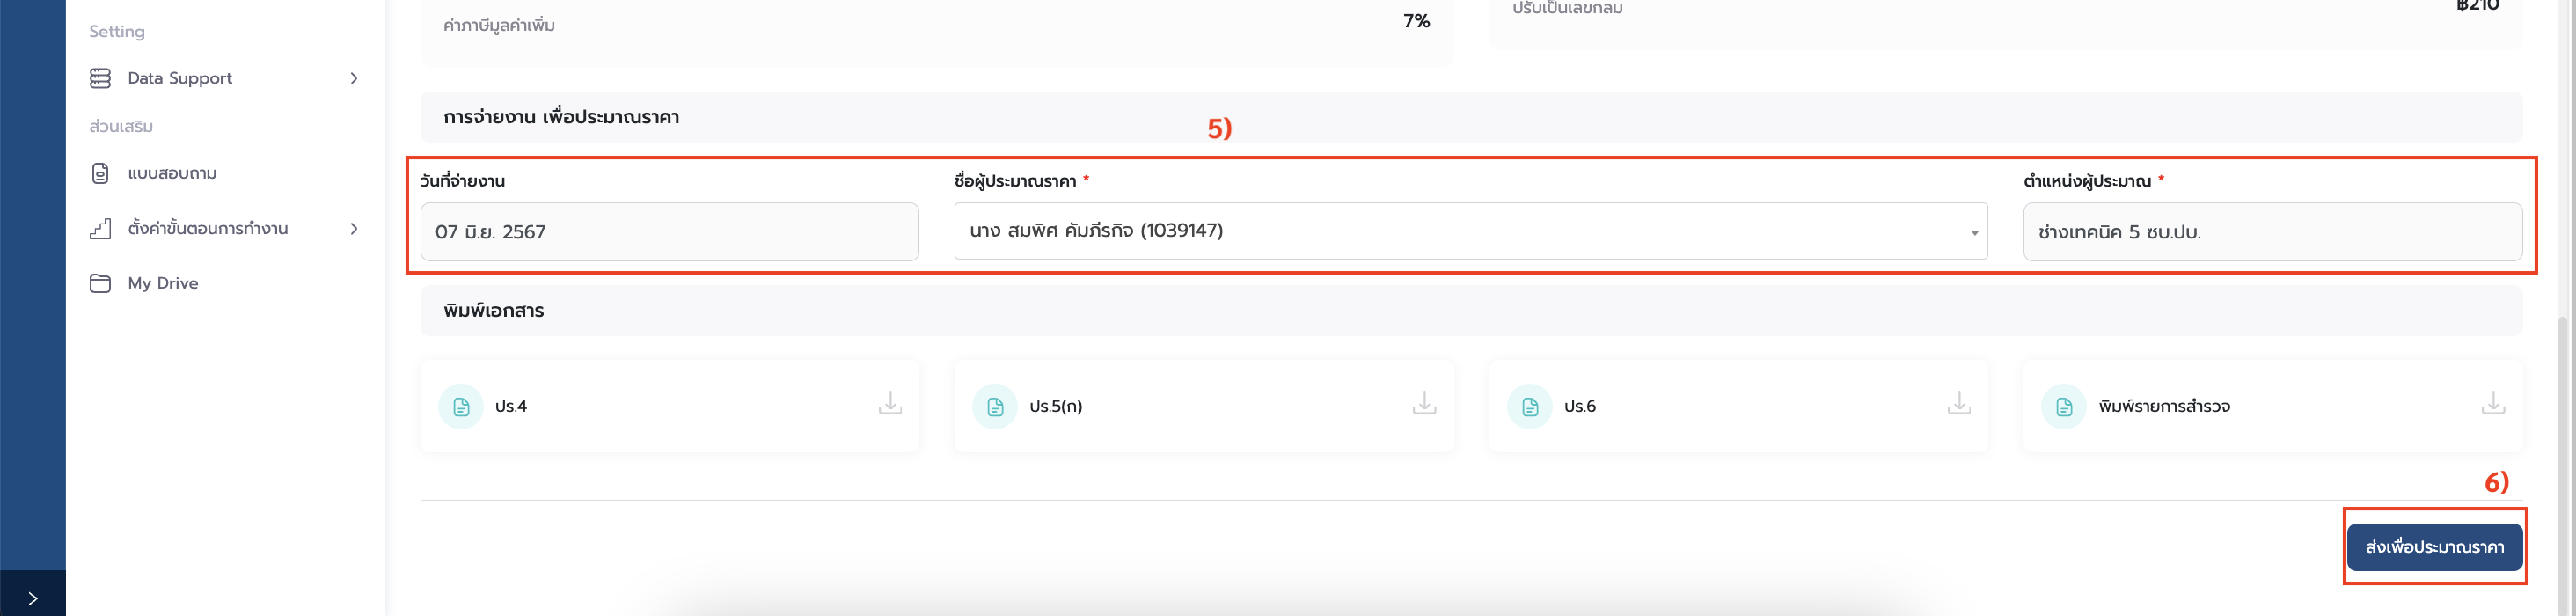 Setting
Data Support
ส่วนเสริม
แบบสอบถาม
ตั้งค่าขั้นตอนการทำงาน
My Drive
ค่าภาษีมูลค่าเพิ่ม
7%
ปรับเป็นเลขกลม
฿210
การจ่ายงาน เพื่อประมาณราคา
5)
วันที่จ่ายงาน
ชื่อผู้ประมาณราคา *
ตำแหน่งผู้ประมาณ *
07 มิ.ย. 2567
นาง สมพิศ คัมภีรกิจ (1039147)
ช่างเทคนิค 5 ซบ.ปบ.
พิมพ์เอกสาร
ปร.4
ปร.5(ก)
ปร.6
พิมพ์รายการสำรวจ
6)
ส่งเพื่อประมาณราคา